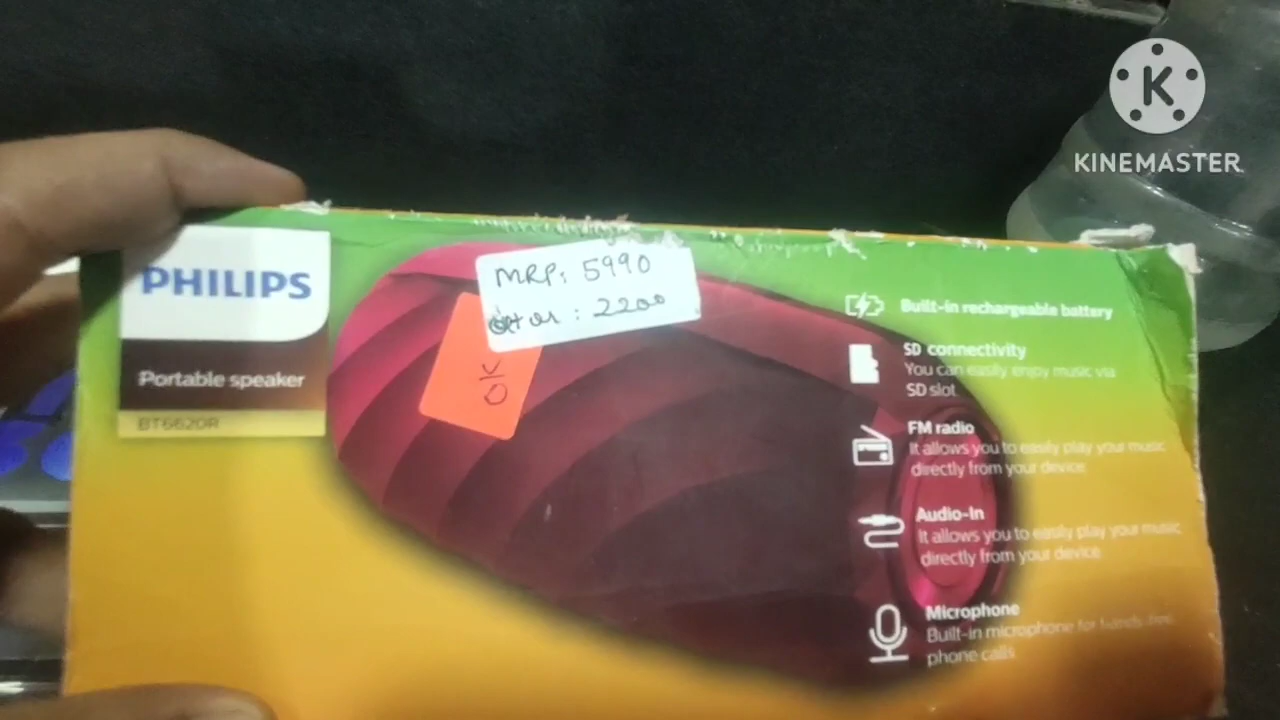 KINEMASTER
PHILIPS
Portable speaker
BT6620R
MRP: 5990
: 2200
Built-in rechargeable battery
SD connectivity
You can easily enjoy music via
SD slot
FM radio
It allows you to easily play your music
directly from your device
Audio-In
It allows you to easily play your music
directly from your device
Microphone
Built-in microphone for hands-free
phone calls